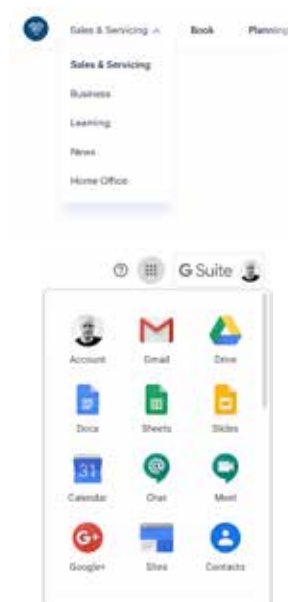 Sales & Servicing Book Planning
Sales & Servicing
Business
Learning
News
Home Office
G Suite
Account Gmail Drive
Docs Sheets Slides
31
Calendar Chat Meet
G+
Google+ Sites Contacts